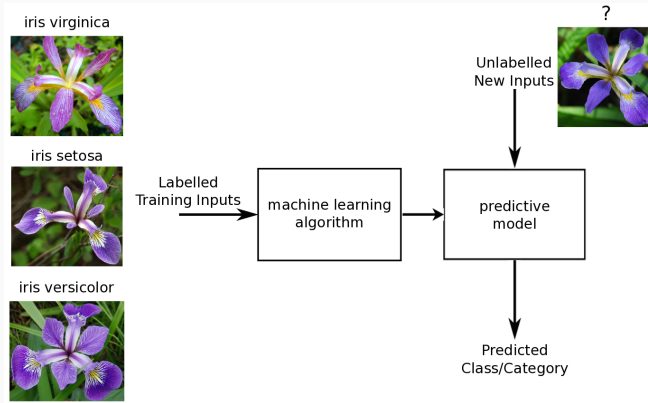 iris virginica
iris setosa
iris versicolor
Labelled
Training Inputs
machine learning
algorithm
?
Unlabelled
New Inputs
predictive
model
Predicted
Class/Category